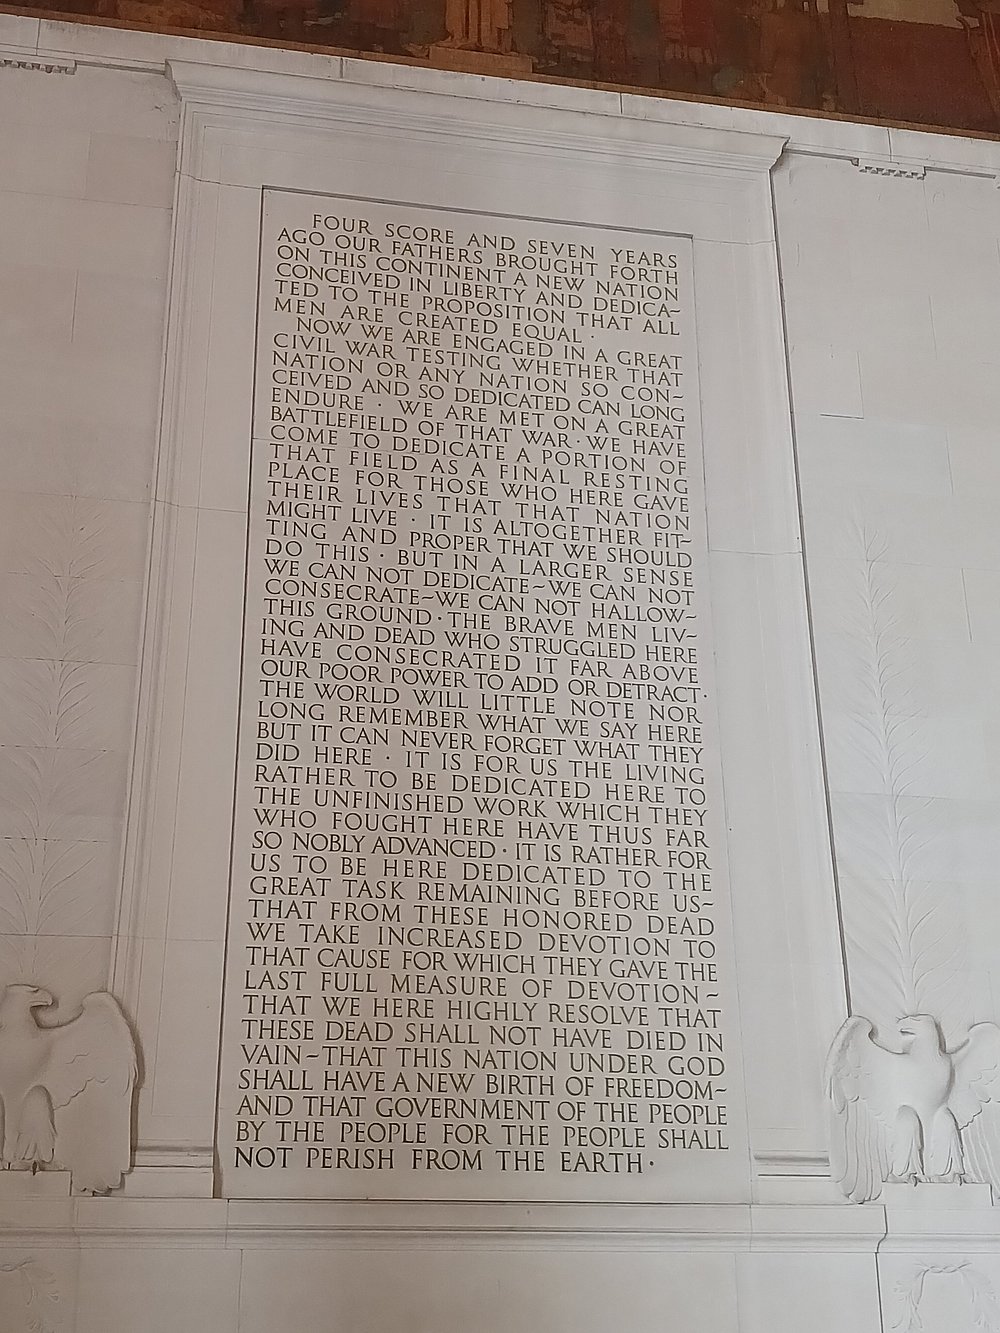 FOUR SCORE AND SEVEN YEARS
AGO OUR FATHERS BROUGHT FORTH
ON THIS CONTINENT A NEW NATION
CONCEIVED IN LIBERTY AND DEDICA~
TED TO THE PROPOSITION THAT ALL
MEN ARE CREATED EQUAL ·
NOW WE ARE ENGAGED IN A GREAT
CIVIL WAR TESTING WHETHER THAT
NATION OR ANY NATION SO CON~
CEIVED AND SO DEDICATED CAN LONG
ENDURE · WE ARE MET ON A GREAT
BATTLEFIELD OF THAT WAR · WE HAVE
COME TO DEDICATE A PORTION OF
THAT FIELD AS A FINAL RESTING
PLACE FOR THOSE WHO HERE GAVE
THEIR LIVES THAT THAT NATION
MIGHT LIVE · IT IS ALTOGETHER FIT~
TING AND PROPER THAT WE SHOULD
DO THIS · BUT IN A LARGER SENSE
WE CAN NOT DEDICATE~WE CAN NOT
CONSECRATE~WE CAN NOT HALLOW~
THIS GROUND · THE BRAVE MEN LIV~
ING AND DEAD WHO STRUGGLED HERE
HAVE CONSECRATED IT FAR ABOVE
OUR POOR POWER TO ADD OR DETRACT ·
THE WORLD WILL LITTLE NOTE NOR
LONG REMEMBER WHAT WE SAY HERE
BUT IT CAN NEVER FORGET WHAT THEY
DID HERE · IT IS FOR US THE LIVING
RATHER TO BE DEDICATED HERE TO
THE UNFINISHED WORK WHICH THEY
WHO FOUGHT HERE HAVE THUS FAR
SO NOBLY ADVANCED · IT IS RATHER FOR
US TO BE HERE DEDICATED TO THE
GREAT TASK REMAINING BEFORE US~
THAT FROM THESE HONORED DEAD
WE TAKE INCREASED DEVOTION TO
THAT CAUSE FOR WHICH THEY GAVE THE
LAST FULL MEASURE OF DEVOTION ~
THAT WE HERE HIGHLY RESOLVE THAT
THESE DEAD SHALL NOT HAVE DIED IN
VAIN~THAT THIS NATION UNDER GOD
SHALL HAVE A NEW BIRTH OF FREEDOM~
AND THAT GOVERNMENT OF THE PEOPLE
BY THE PEOPLE FOR THE PEOPLE SHALL
NOT PERISH FROM THE EARTH ·